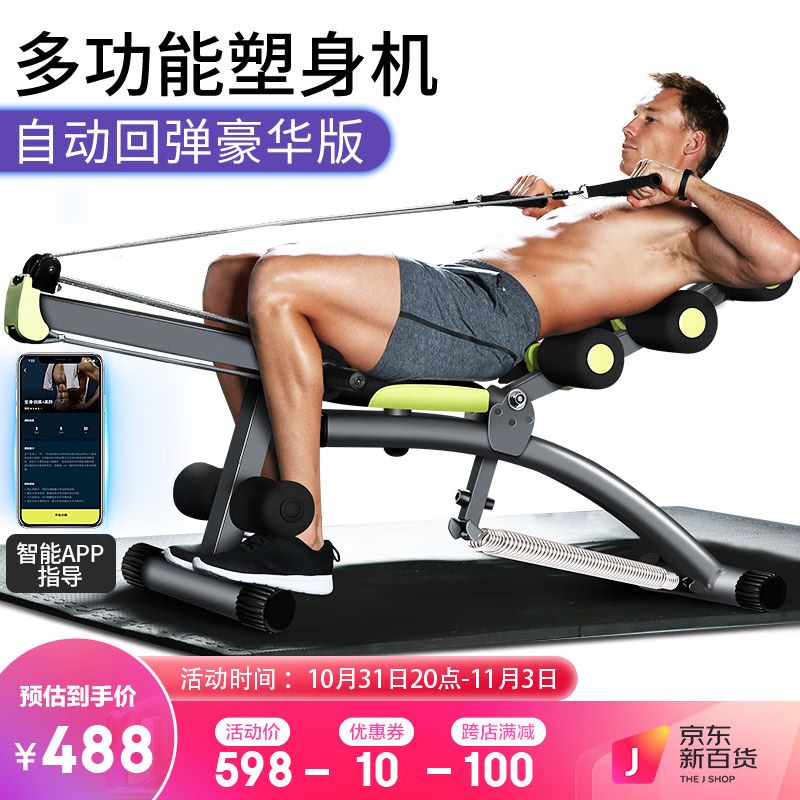 多功能塑身机
自动回弹豪华版
智能APP
指导
活动时间：10月31日20点-11月3日
预估到手价
¥488
活动价 优惠券 跨店满减
598 - 10 - 100
J
京东
新百货
THE J SHOP